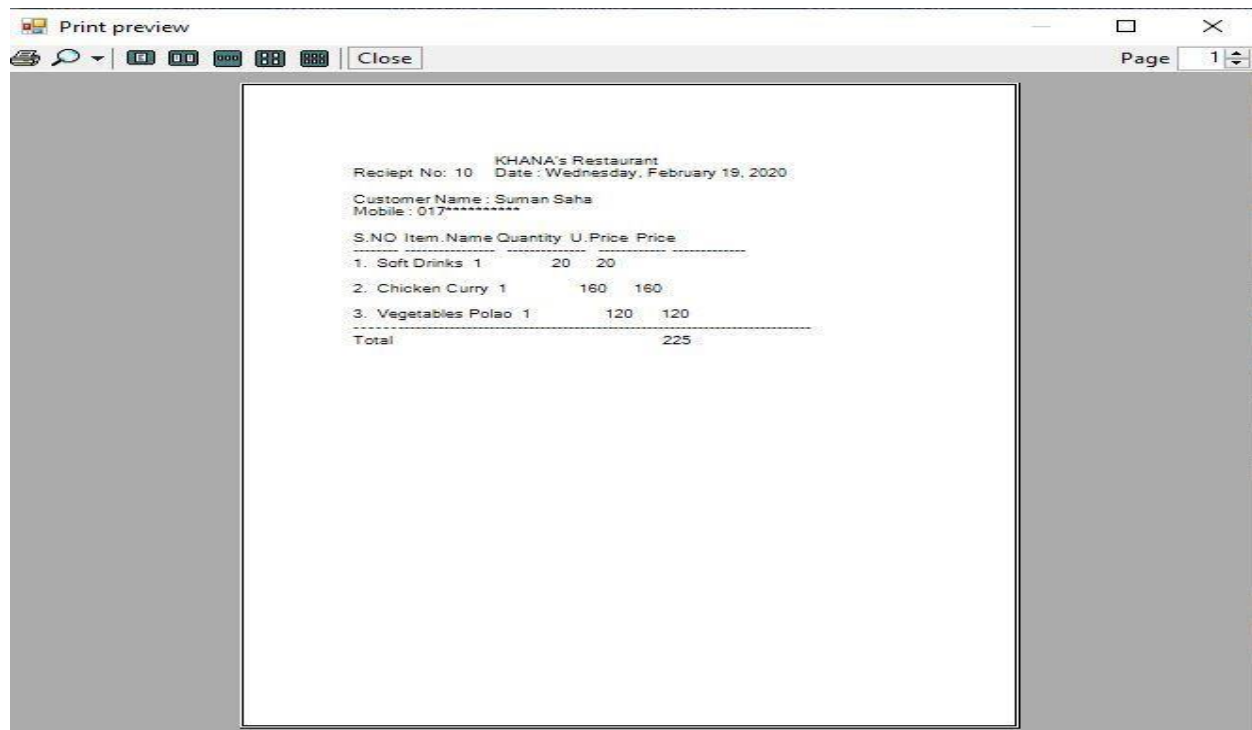 Print preview
Close Page 1
KHANA's Restaurant
Reciept No: 10 Date : Wednesday, February 19, 2020
Customer Name : Suman Saha
Mobile : 017**********
S.NO Item.Name Quantity U.Price Price
------- --------------- ------------- ----------- ------------
1. Soft Drinks 1 20 20
2. Chicken Curry 1 160 160
3. Vegetables Polao 1 120 120
----------------------------------------------------------------------------
Total 225